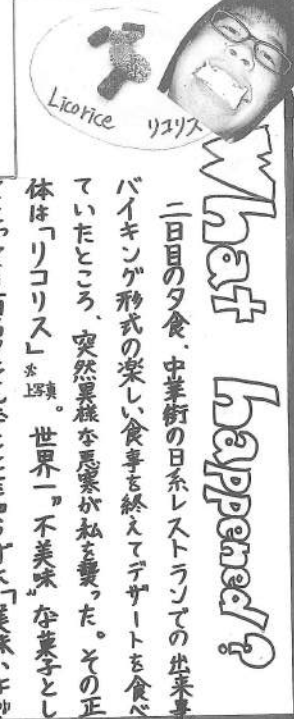 What happened?
Licorice
リコリス
二日目の夕食、中華街の日系レストランでの出来事
バイキング形式の楽しい食事を終えてデザートを食べ
ていたところ、突然異様な悪寒が私を襲った。その正
体は「リコリス」※上写真。世界一”不美味”な菓子とし